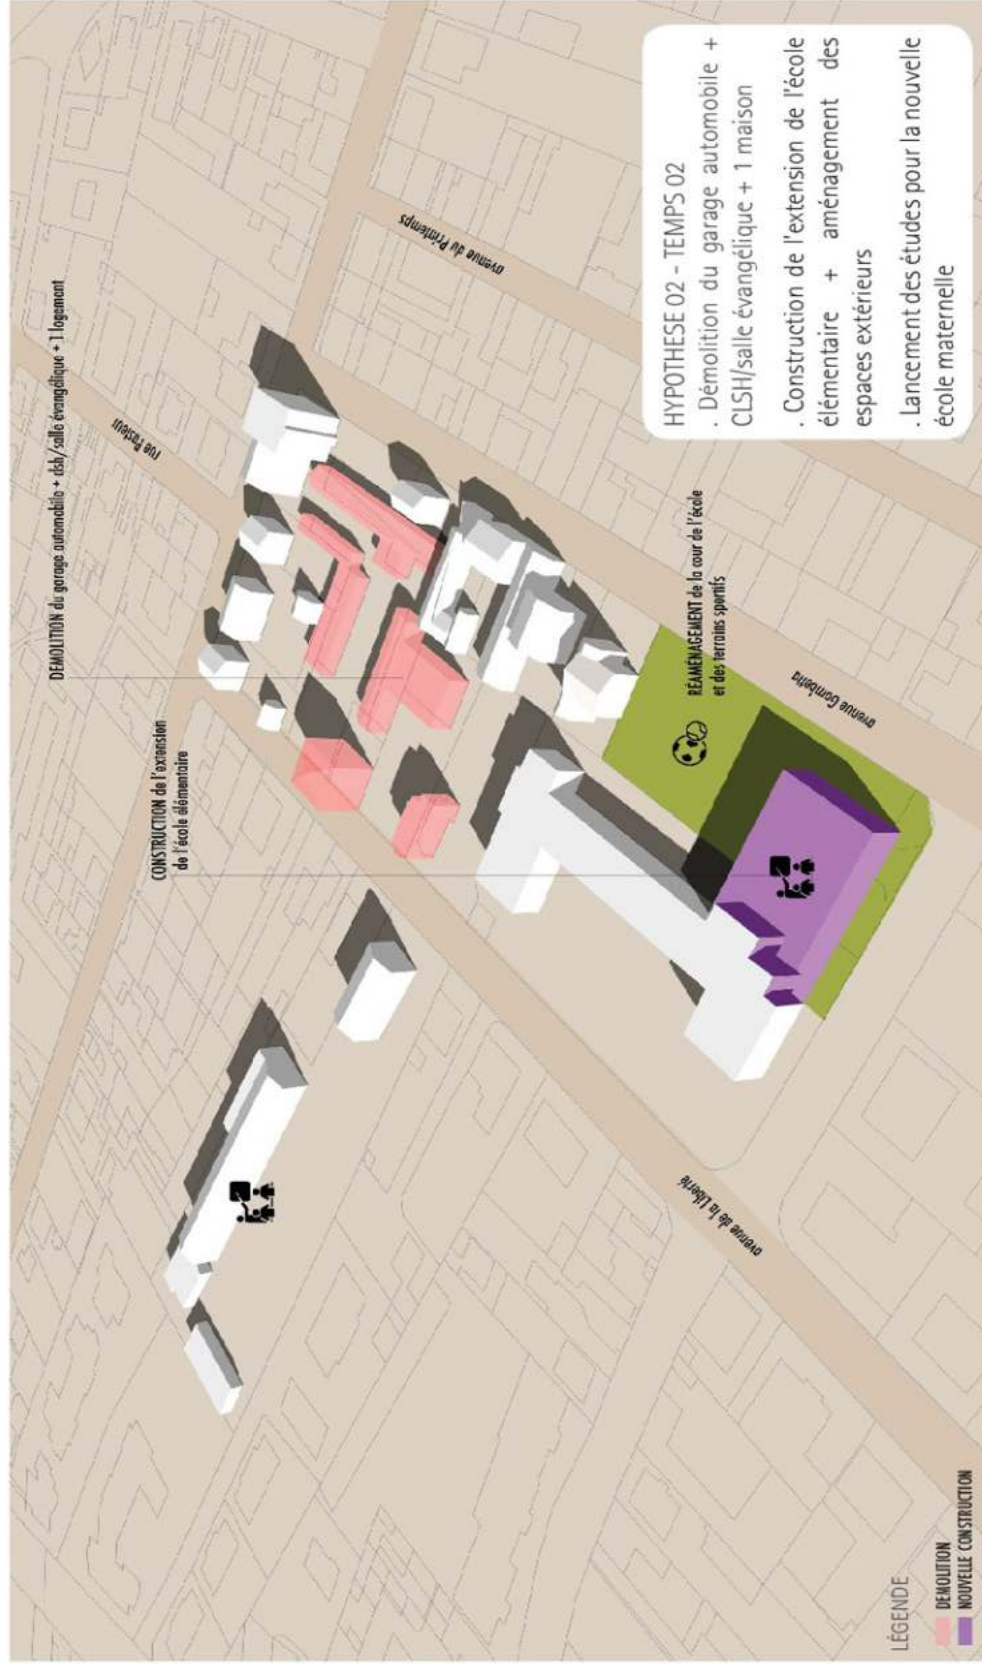 DEMOLITION du garage automobile + clsh/salle évangélique + 1 logement
CONSTRUCTION de l'extension
de l'école élémentaire
rue Pasteur
avenue du Printemps
RÉAMÉNAGEMENT de la cour de l'école
et des terrains sportifs
avenue Gambetta
avenue de la Liberté
HYPOTHESE 02 - TEMPS 02
. Démolition du garage automobile +
CLSH/salle évangélique + 1 maison
. Construction de l'extension de l'école
élémentaire + aménagement des
espaces extérieurs
. Lancement des études pour la nouvelle
école maternelle
LÉGENDE
DEMOLITION
NOUVELLE CONSTRUCTION